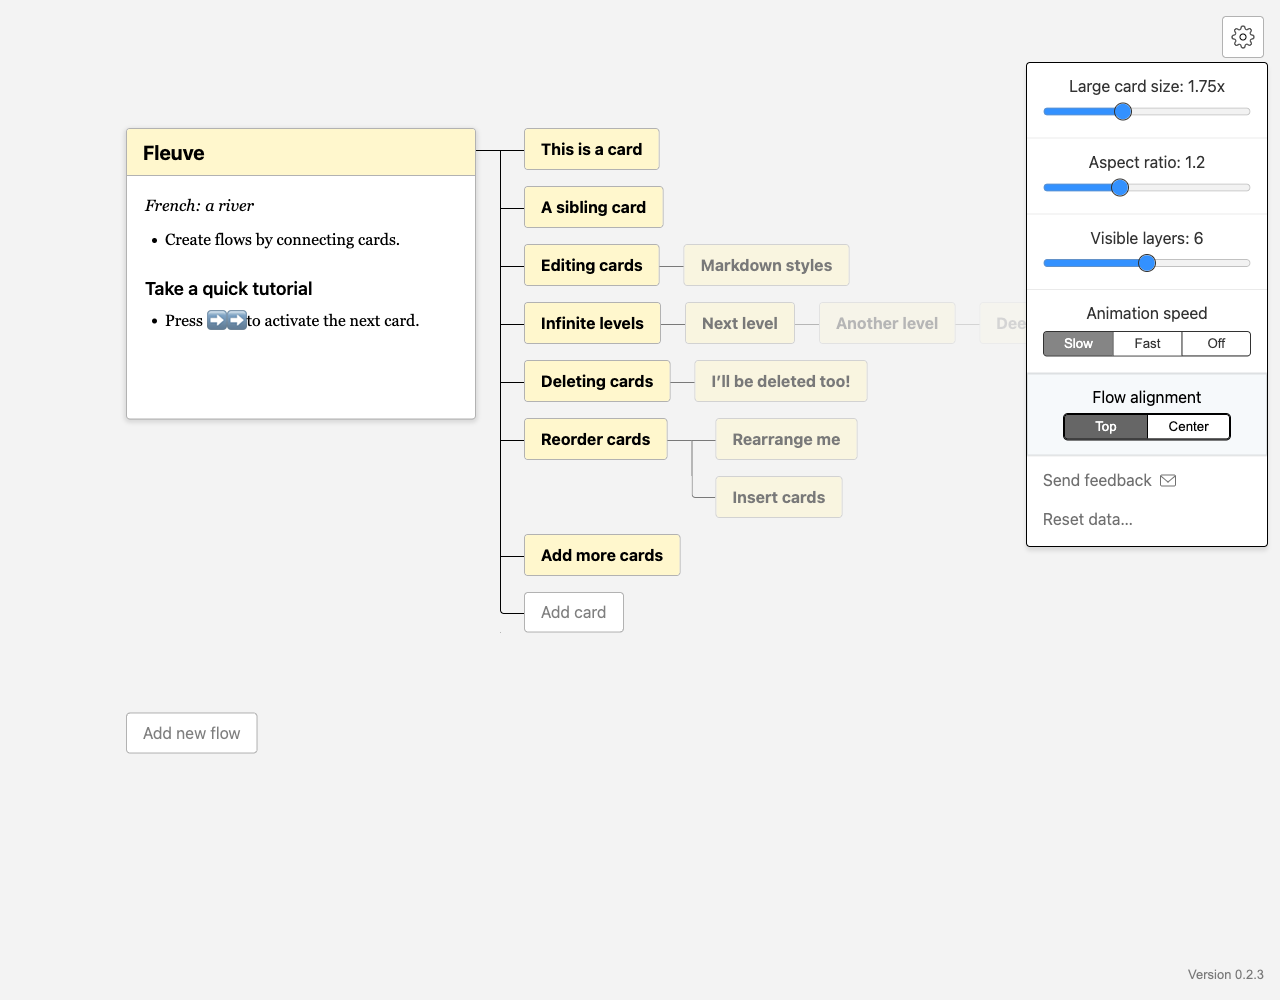 Large card size: 1.75x
Aspect ratio: 1.2
Visible layers: 6
Animation speed
Slow Fast Off
Flow alignment
Top Center
Send feedback
Reset data...
Fleuve
French: a river
• Create flows by connecting cards.
Take a quick tutorial
• Press ➡️➡️to activate the next card.
This is a card
A sibling card
Editing cards Markdown styles
Infinite levels Next level Another level
Deleting cards I’ll be deleted too!
Reorder cards Rearrange me
Insert cards
Add more cards
Add card
Add new flow
Version 0.2.3